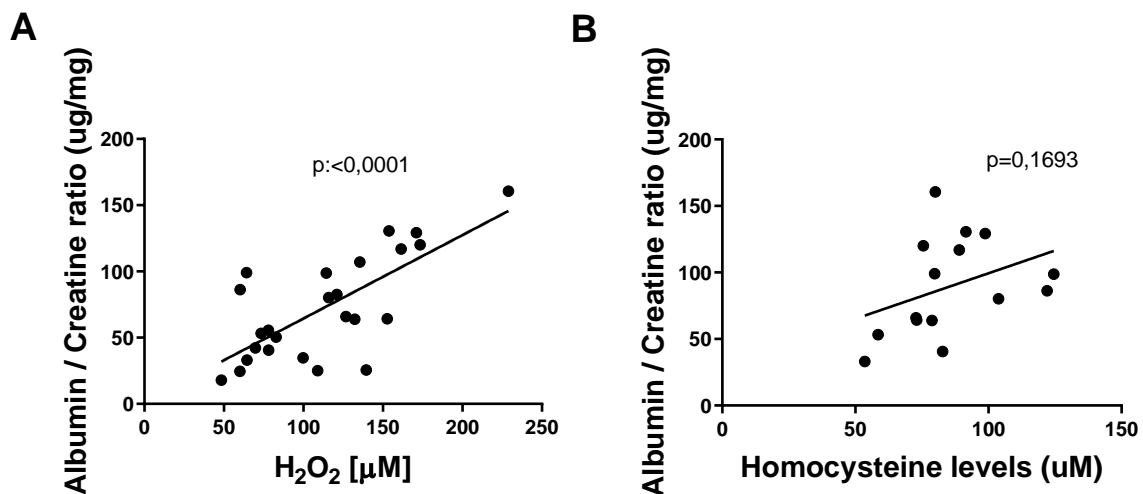 A
Albumin / Creatine ratio (ug/mg)
200
150
100
50
0
p:<0,0001
0 50 100 150 200 250
H₂O₂ [μM]
B
Albumin / Creatine ratio (ug/mg)
200
150
100
50
0
p=0,1693
0 50 100 150
Homocysteine levels (uM)